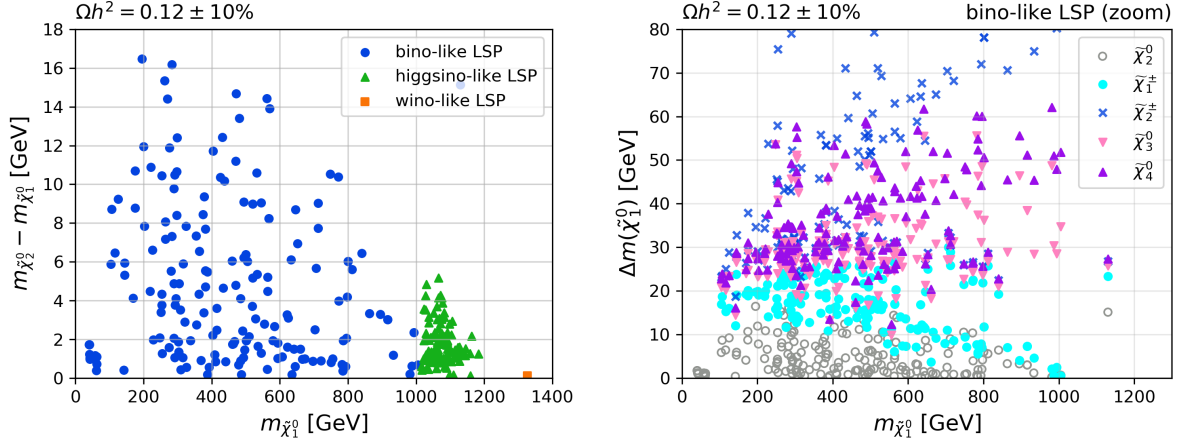 Ωh² = 0.12 ± 10%
18
16
14
12
10
8
6
4
2
0
m_χ̃₂⁰ − m_χ̃₁⁰ [GeV]
bino-like LSP
higgsino-like LSP
wino-like LSP
0 200 400 600 800 1000 1200 1400
m_χ̃₁⁰ [GeV]
Ωh² = 0.12 ± 10% bino-like LSP (zoom)
80
70
60
50
40
30
20
10
0
Δm(χ̃₁⁰) [GeV]
χ̃₂⁰
χ̃₁±
χ̃₂±
χ̃₃⁰
χ̃₄⁰
200 400 600 800 1000 1200
m_χ̃₁⁰ [GeV]